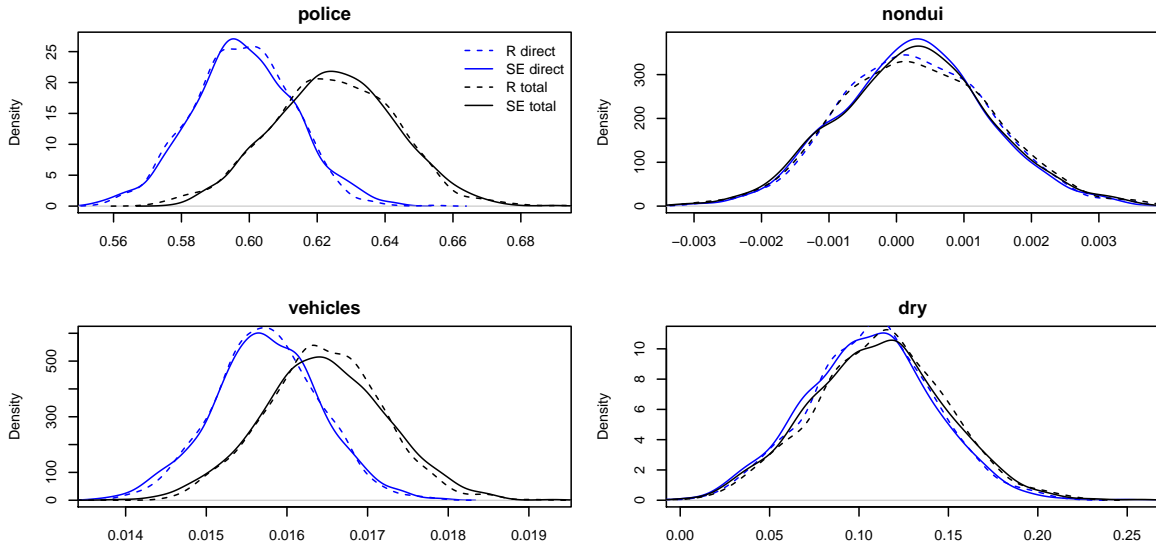 police
Density
0 5 10 15 20 25
0.56 0.58 0.60 0.62 0.64 0.66 0.68
R direct
SE direct
R total
SE total
nondui
Density
0 100 200 300
−0.003 −0.002 −0.001 0.000 0.001 0.002 0.003
vehicles
Density
0 100 300 500
0.014 0.015 0.016 0.017 0.018 0.019
dry
Density
0 2 4 6 8 10
0.00 0.05 0.10 0.15 0.20 0.25